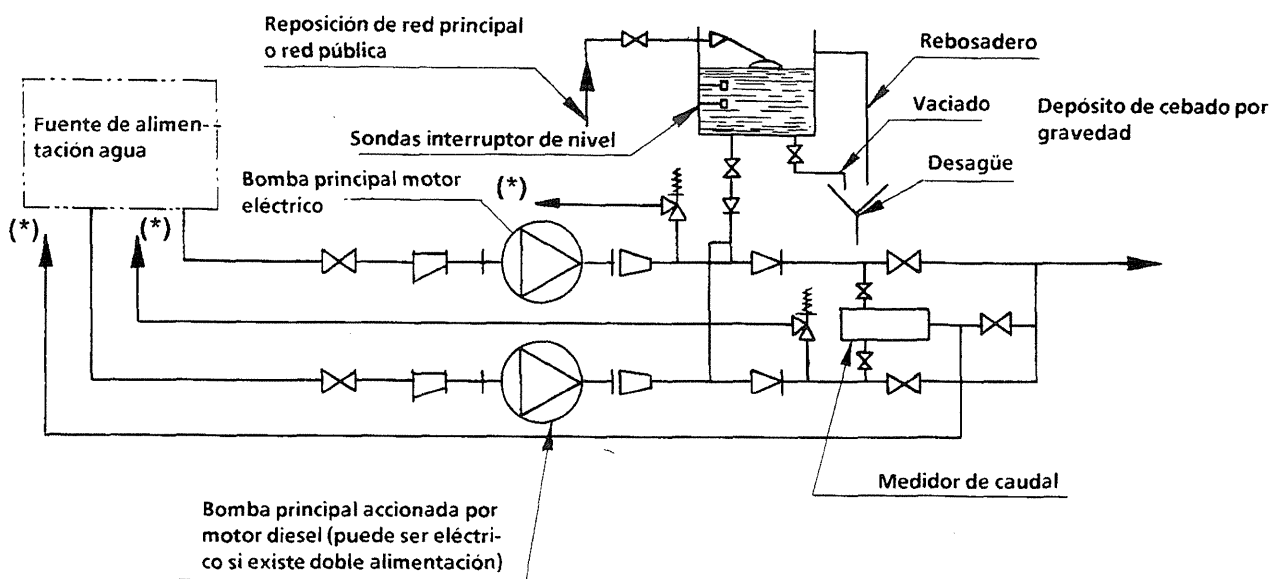 Reposición de red principal
o red pública
Rebosadero
Vaciado
Depósito de cebado por
gravedad
Fuente de alimen-
tación agua
Sondas interruptor de nivel
Desagüe
Bomba principal motor
eléctrico
(*)
(*)
(*)
Medidor de caudal
Bomba principal accionada por
motor diesel (puede ser eléctri-
co si existe doble alimentación)